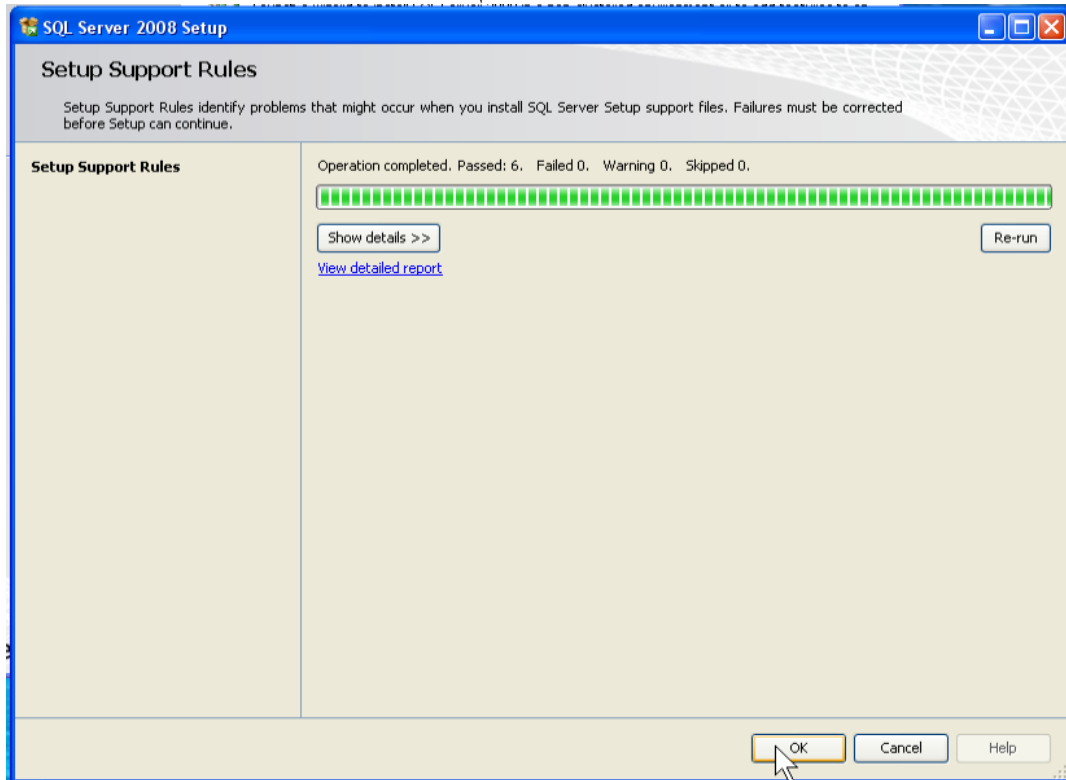 SQL Server 2008 Setup
Setup Support Rules
Setup Support Rules identify problems that might occur when you install SQL Server Setup support files. Failures must be corrected
before Setup can continue.
Setup Support Rules
Operation completed. Passed: 6. Failed 0. Warning 0. Skipped 0.
Show details >>
Re-run
View detailed report
OK
Cancel
Help